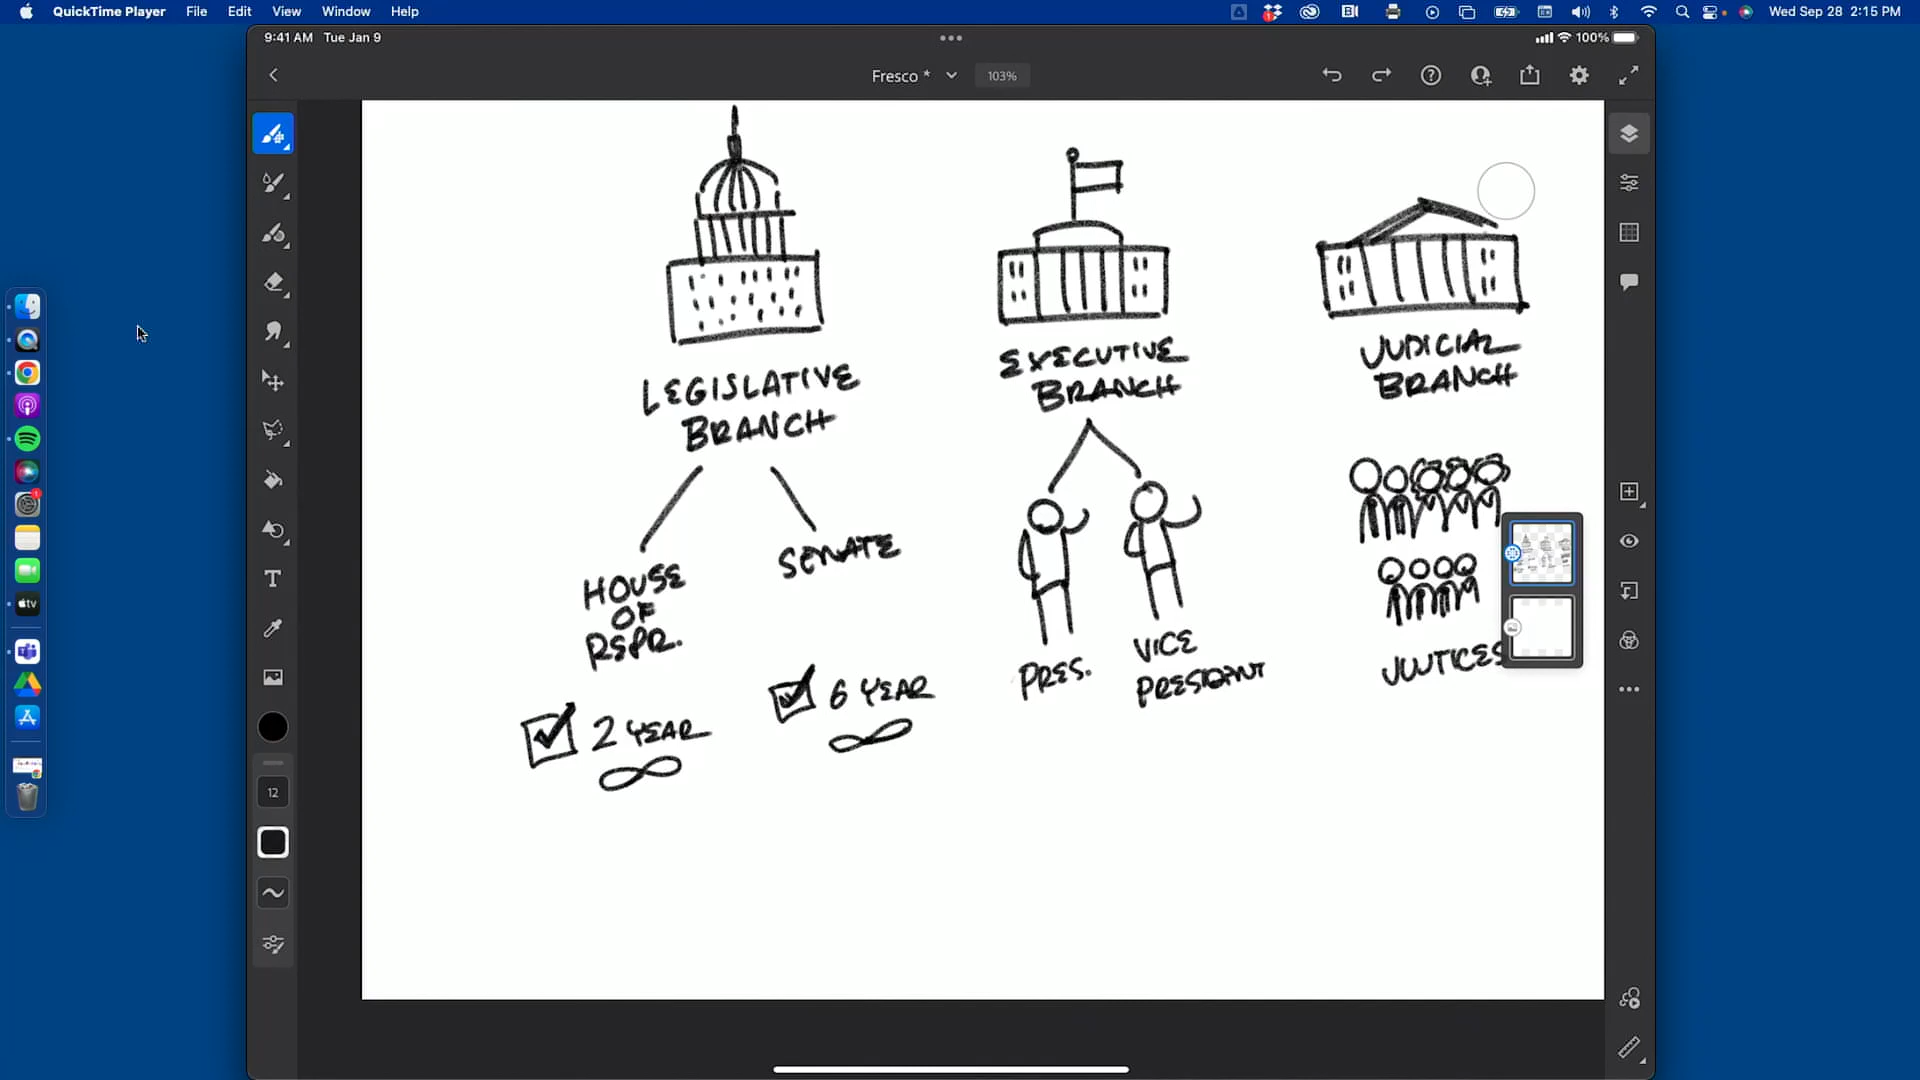 QuickTime Player File Edit View Window Help
Wed Sep 28 2:15 PM
9:41 AM Tue Jan 9
100%
Fresco *
103%
LEGISLATIVE
BRANCH
HOUSE
OF
REPR.
2 YEAR
SENATE
6 YEAR
EXECUTIVE
BRANCH
PRES.
VICE
PRESIDENT
JUDICIAL
BRANCH
JUSTICES
T
12
tv